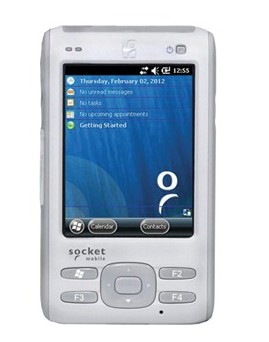 12:55
Thursday, February 02, 2012
No unread messages
No tasks
No upcoming appointments
Getting Started
Calendar Contacts
socket
mobile
F2
F3 F4